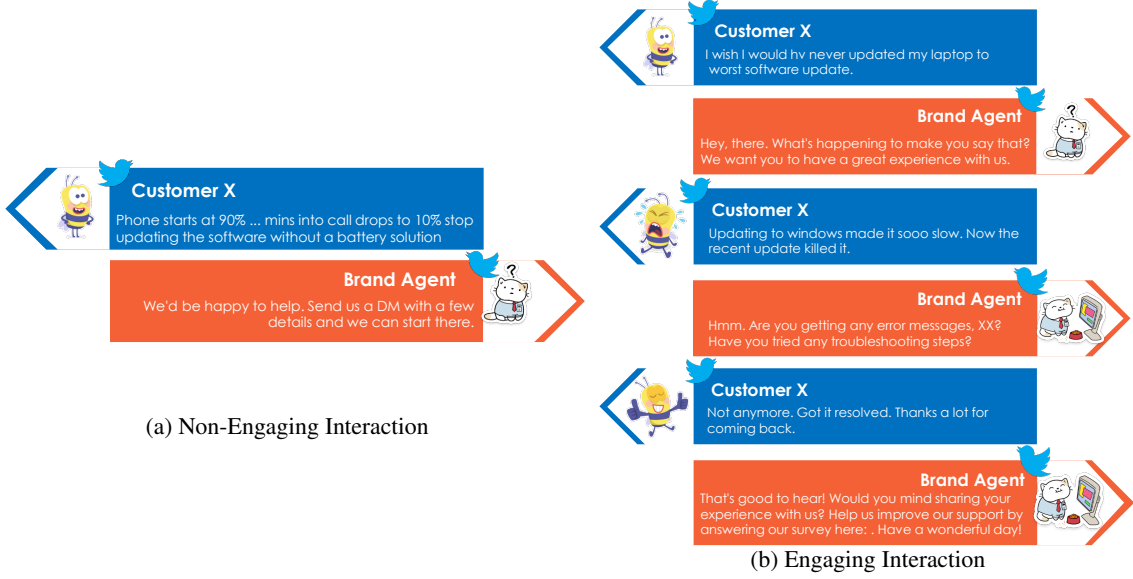 Customer X
Phone starts at 90% ... mins into call drops to 10% stop
updating the software without a battery solution
Brand Agent
?
We'd be happy to help. Send us a DM with a few
details and we can start there.
(a) Non-Engaging Interaction
Customer X
I wish I would hv never updated my laptop to
worst software update.
Brand Agent
?
Hey, there. What's happening to make you say that?
We want you to have a great experience with us.
Customer X
Updating to windows made it sooo slow. Now the
recent update killed it.
Brand Agent
Hmm. Are you getting any error messages, XX?
Have you tried any troubleshooting steps?
Customer X
Not anymore. Got it resolved. Thanks a lot for
coming back.
Brand Agent
That's good to hear! Would you mind sharing your
experience with us? Help us improve our support by
answering our survey here: . Have a wonderful day!
(b) Engaging Interaction